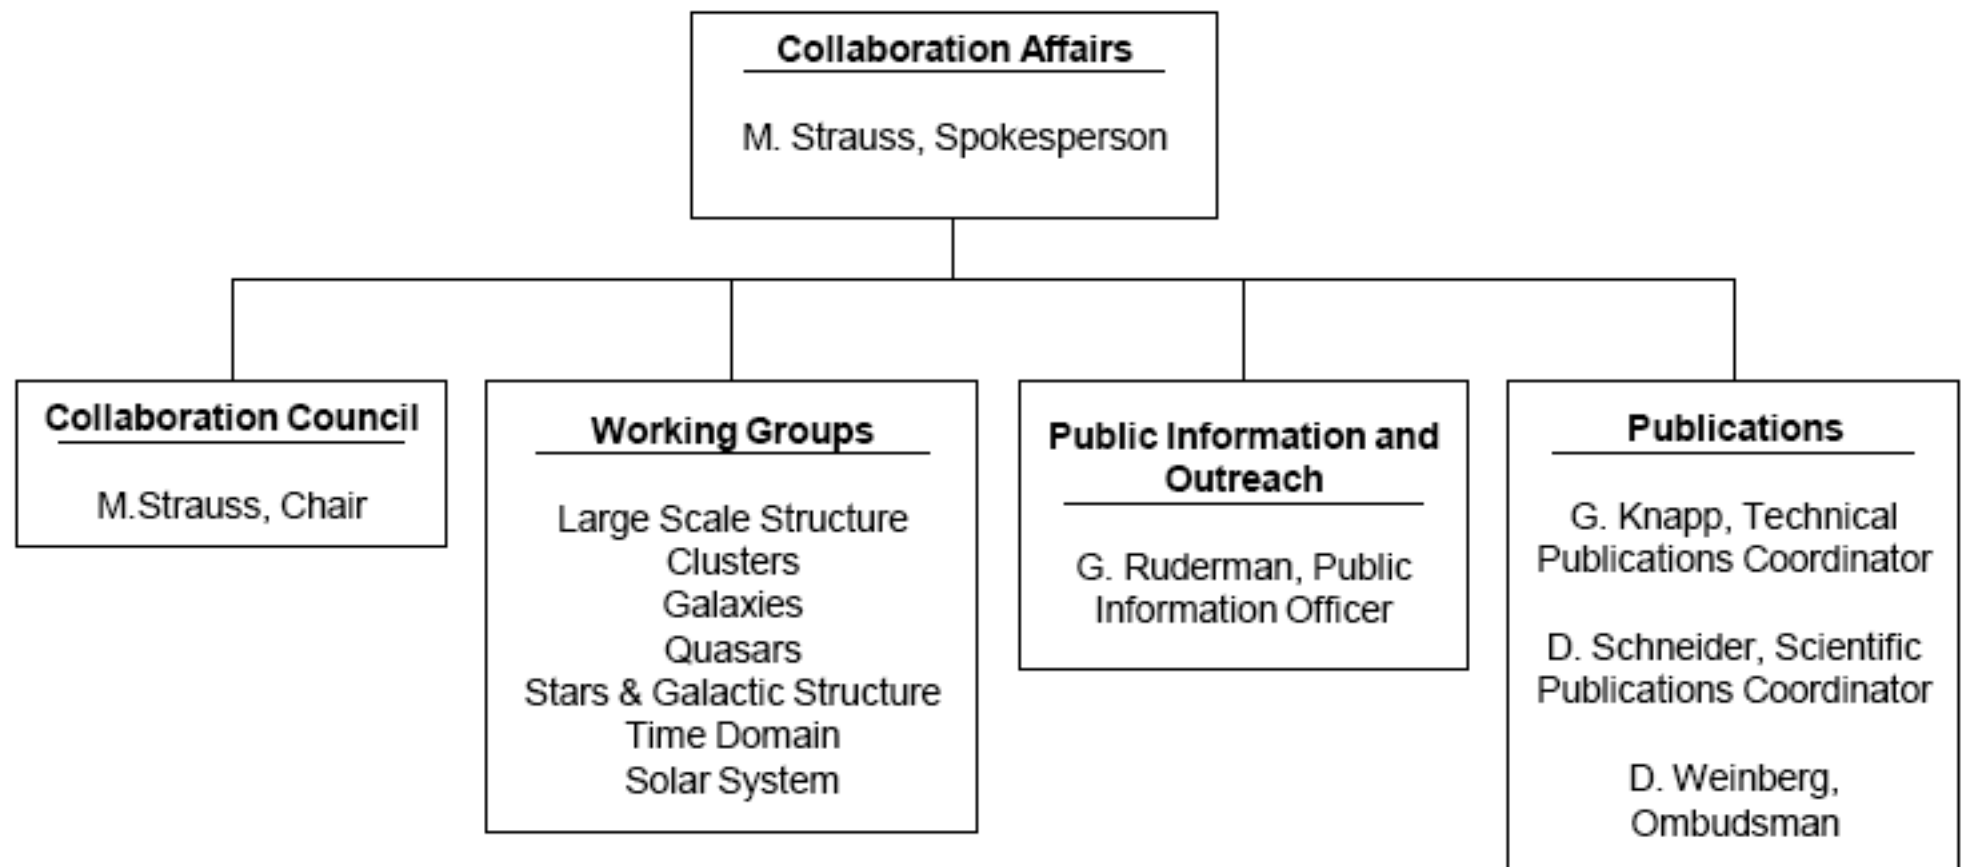 Collaboration Affairs
M. Strauss, Spokesperson
Collaboration Council
M.Strauss, Chair
Working Groups
Large Scale Structure
Clusters
Galaxies
Quasars
Stars & Galactic Structure
Time Domain
Solar System
Public Information and
Outreach
G. Ruderman, Public
Information Officer
Publications
G. Knapp, Technical
Publications Coordinator
D. Schneider, Scientific
Publications Coordinator
D. Weinberg,
Ombudsman